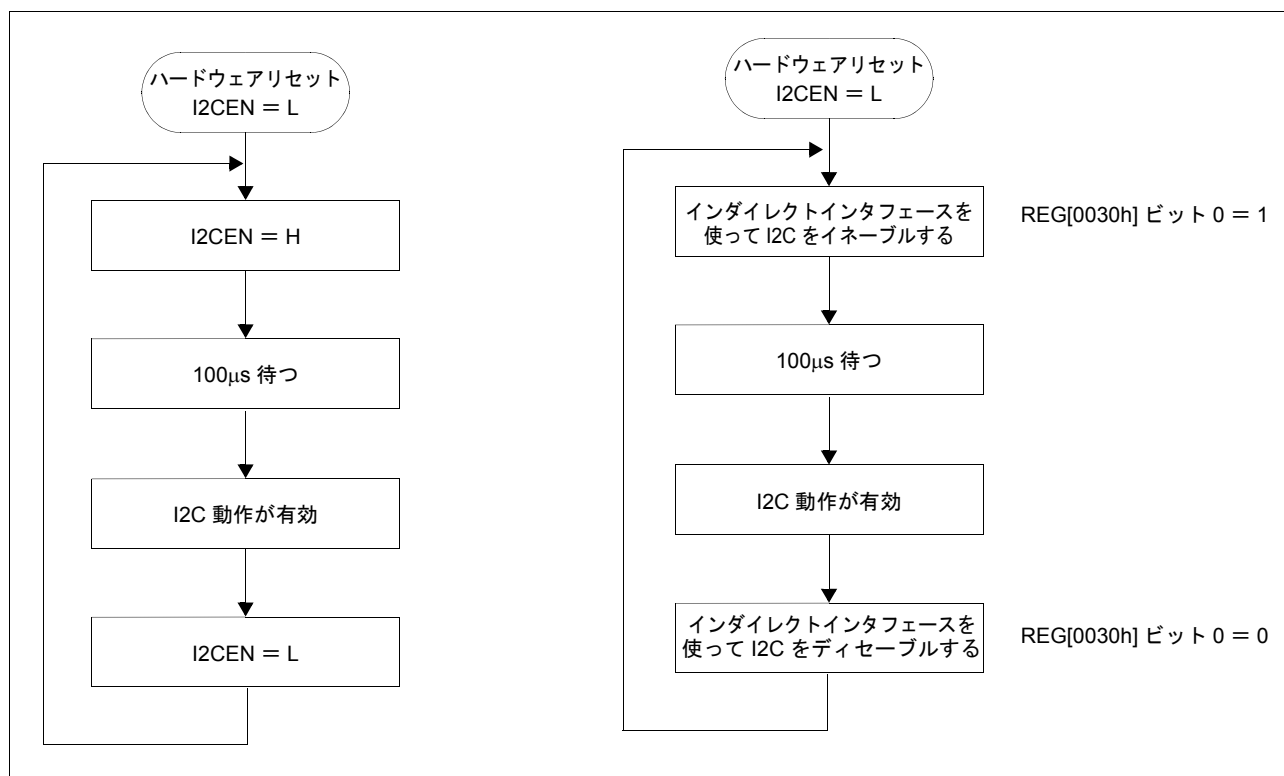 ハードウェアリセット
I2CEN = L
I2CEN = H
100μs 待つ
I2C 動作が有効
I2CEN = L
ハードウェアリセット
I2CEN = L
インダイレクトインタフェースを
使って I2C をイネーブルする
REG[0030h] ビット 0 = 1
100μs 待つ
I2C 動作が有効
インダイレクトインタフェースを
使って I2C をディセーブルする
REG[0030h] ビット 0 = 0